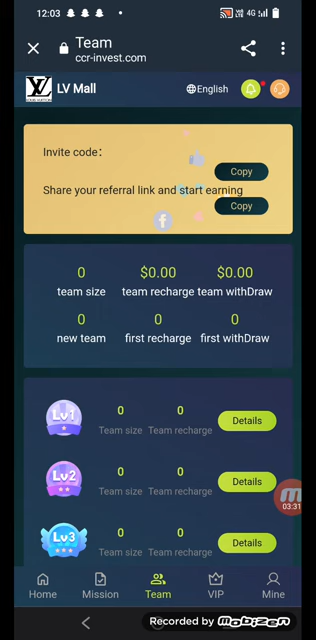 12:03
4G
Team
ccr-invest.com
LOUIS VUITTON
LV Mall
English
Invite code:
Copy
Share your referral link and start earning
Copy
0 $0.00 $0.00
team size team recharge team withDraw
0 0 0
new team first recharge first withDraw
Lv1
0 0
Team size Team recharge
Details
Lv2
0 0
Team size Team recharge
Details
03:31
Lv3
0 0
Team size Team recharge
Details
Home Mission Team VIP Mine
Recorded by Mobizen